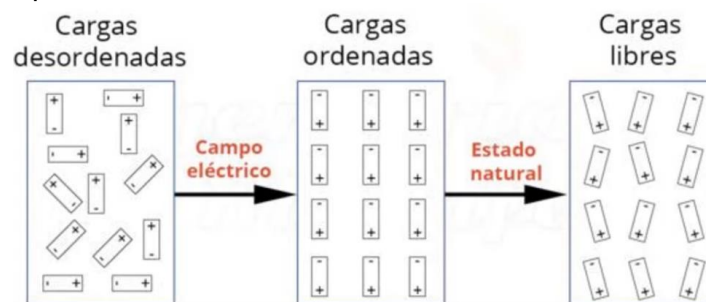 Cargas
desordenadas
Campo
eléctrico
Cargas
ordenadas
Estado
natural
Cargas
libres